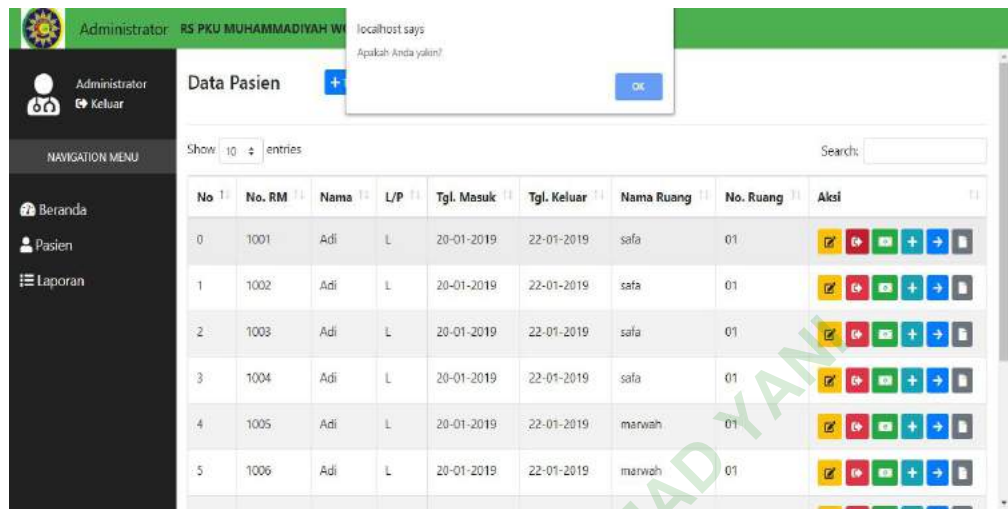 Administrator RS PKU MUHAMMADIYAH
localhost says
Apakah Anda yakin?
OK
Administrator
Keluar
NAVIGATION MENU
Beranda
Pasien
Laporan
Data Pasien
Show 10 entries
Search:
No No. RM Nama L/P Tgl. Masuk Tgl. Keluar Nama Ruang No. Ruang Aksi
0 1001 Adi L 20-01-2019 22-01-2019 safa 01
1 1002 Adi L 20-01-2019 22-01-2019 safa 01
2 1003 Adi L 20-01-2019 22-01-2019 safa 01
3 1004 Adi L 20-01-2019 22-01-2019 safa 01
4 1005 Adi L 20-01-2019 22-01-2019 marwah 01
5 1006 Adi L 20-01-2019 22-01-2019 marwah 01
YANI